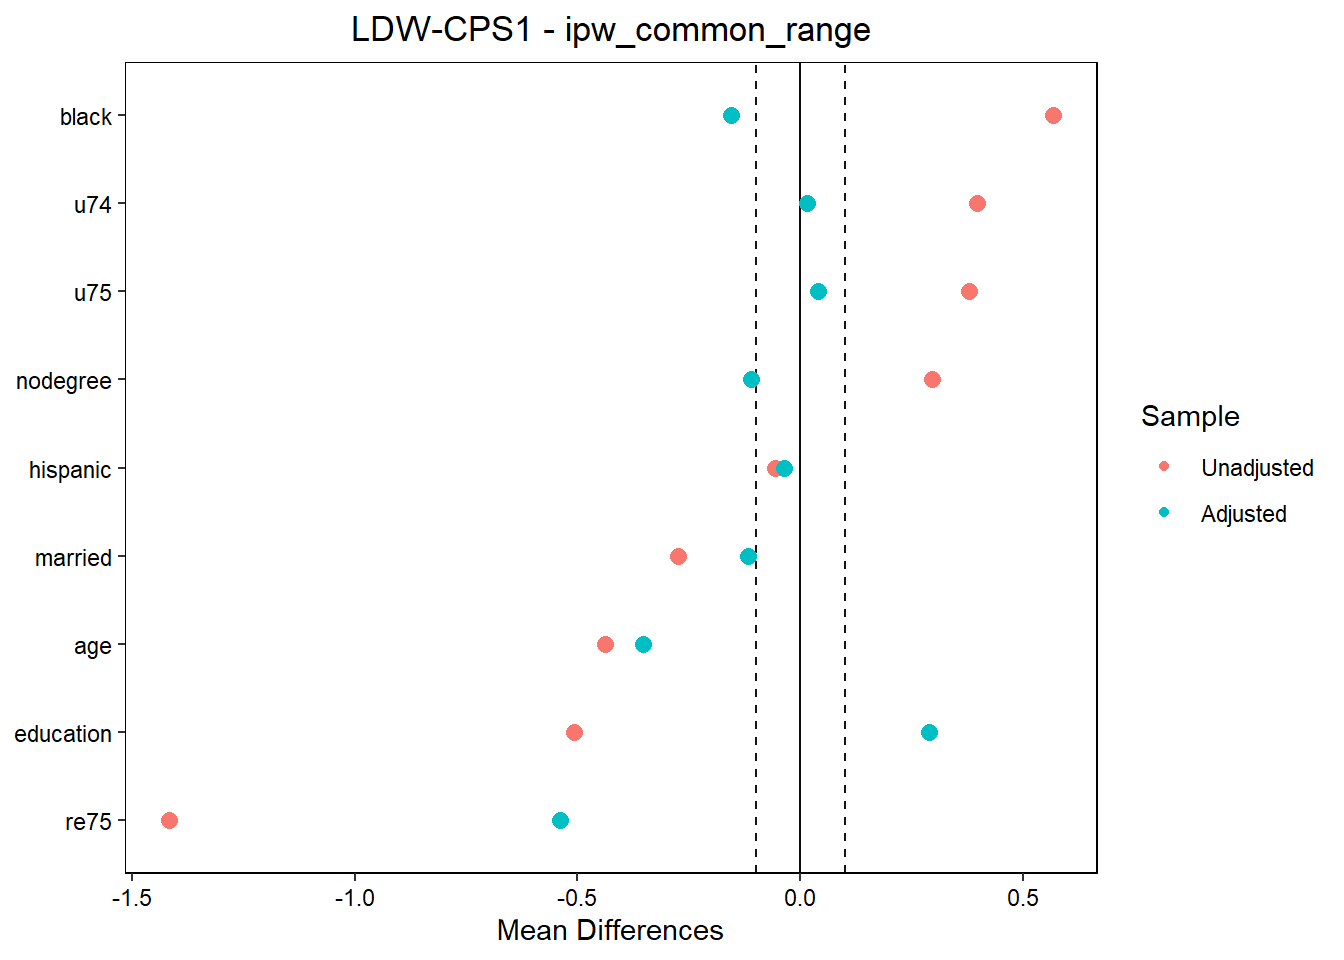 LDW-CPS1 - ipw_common_range
black
u74
u75
nodegree
hispanic
married
age
education
re75
-1.5 -1.0 -0.5 0.0 0.5
Mean Differences
Sample
Unadjusted
Adjusted